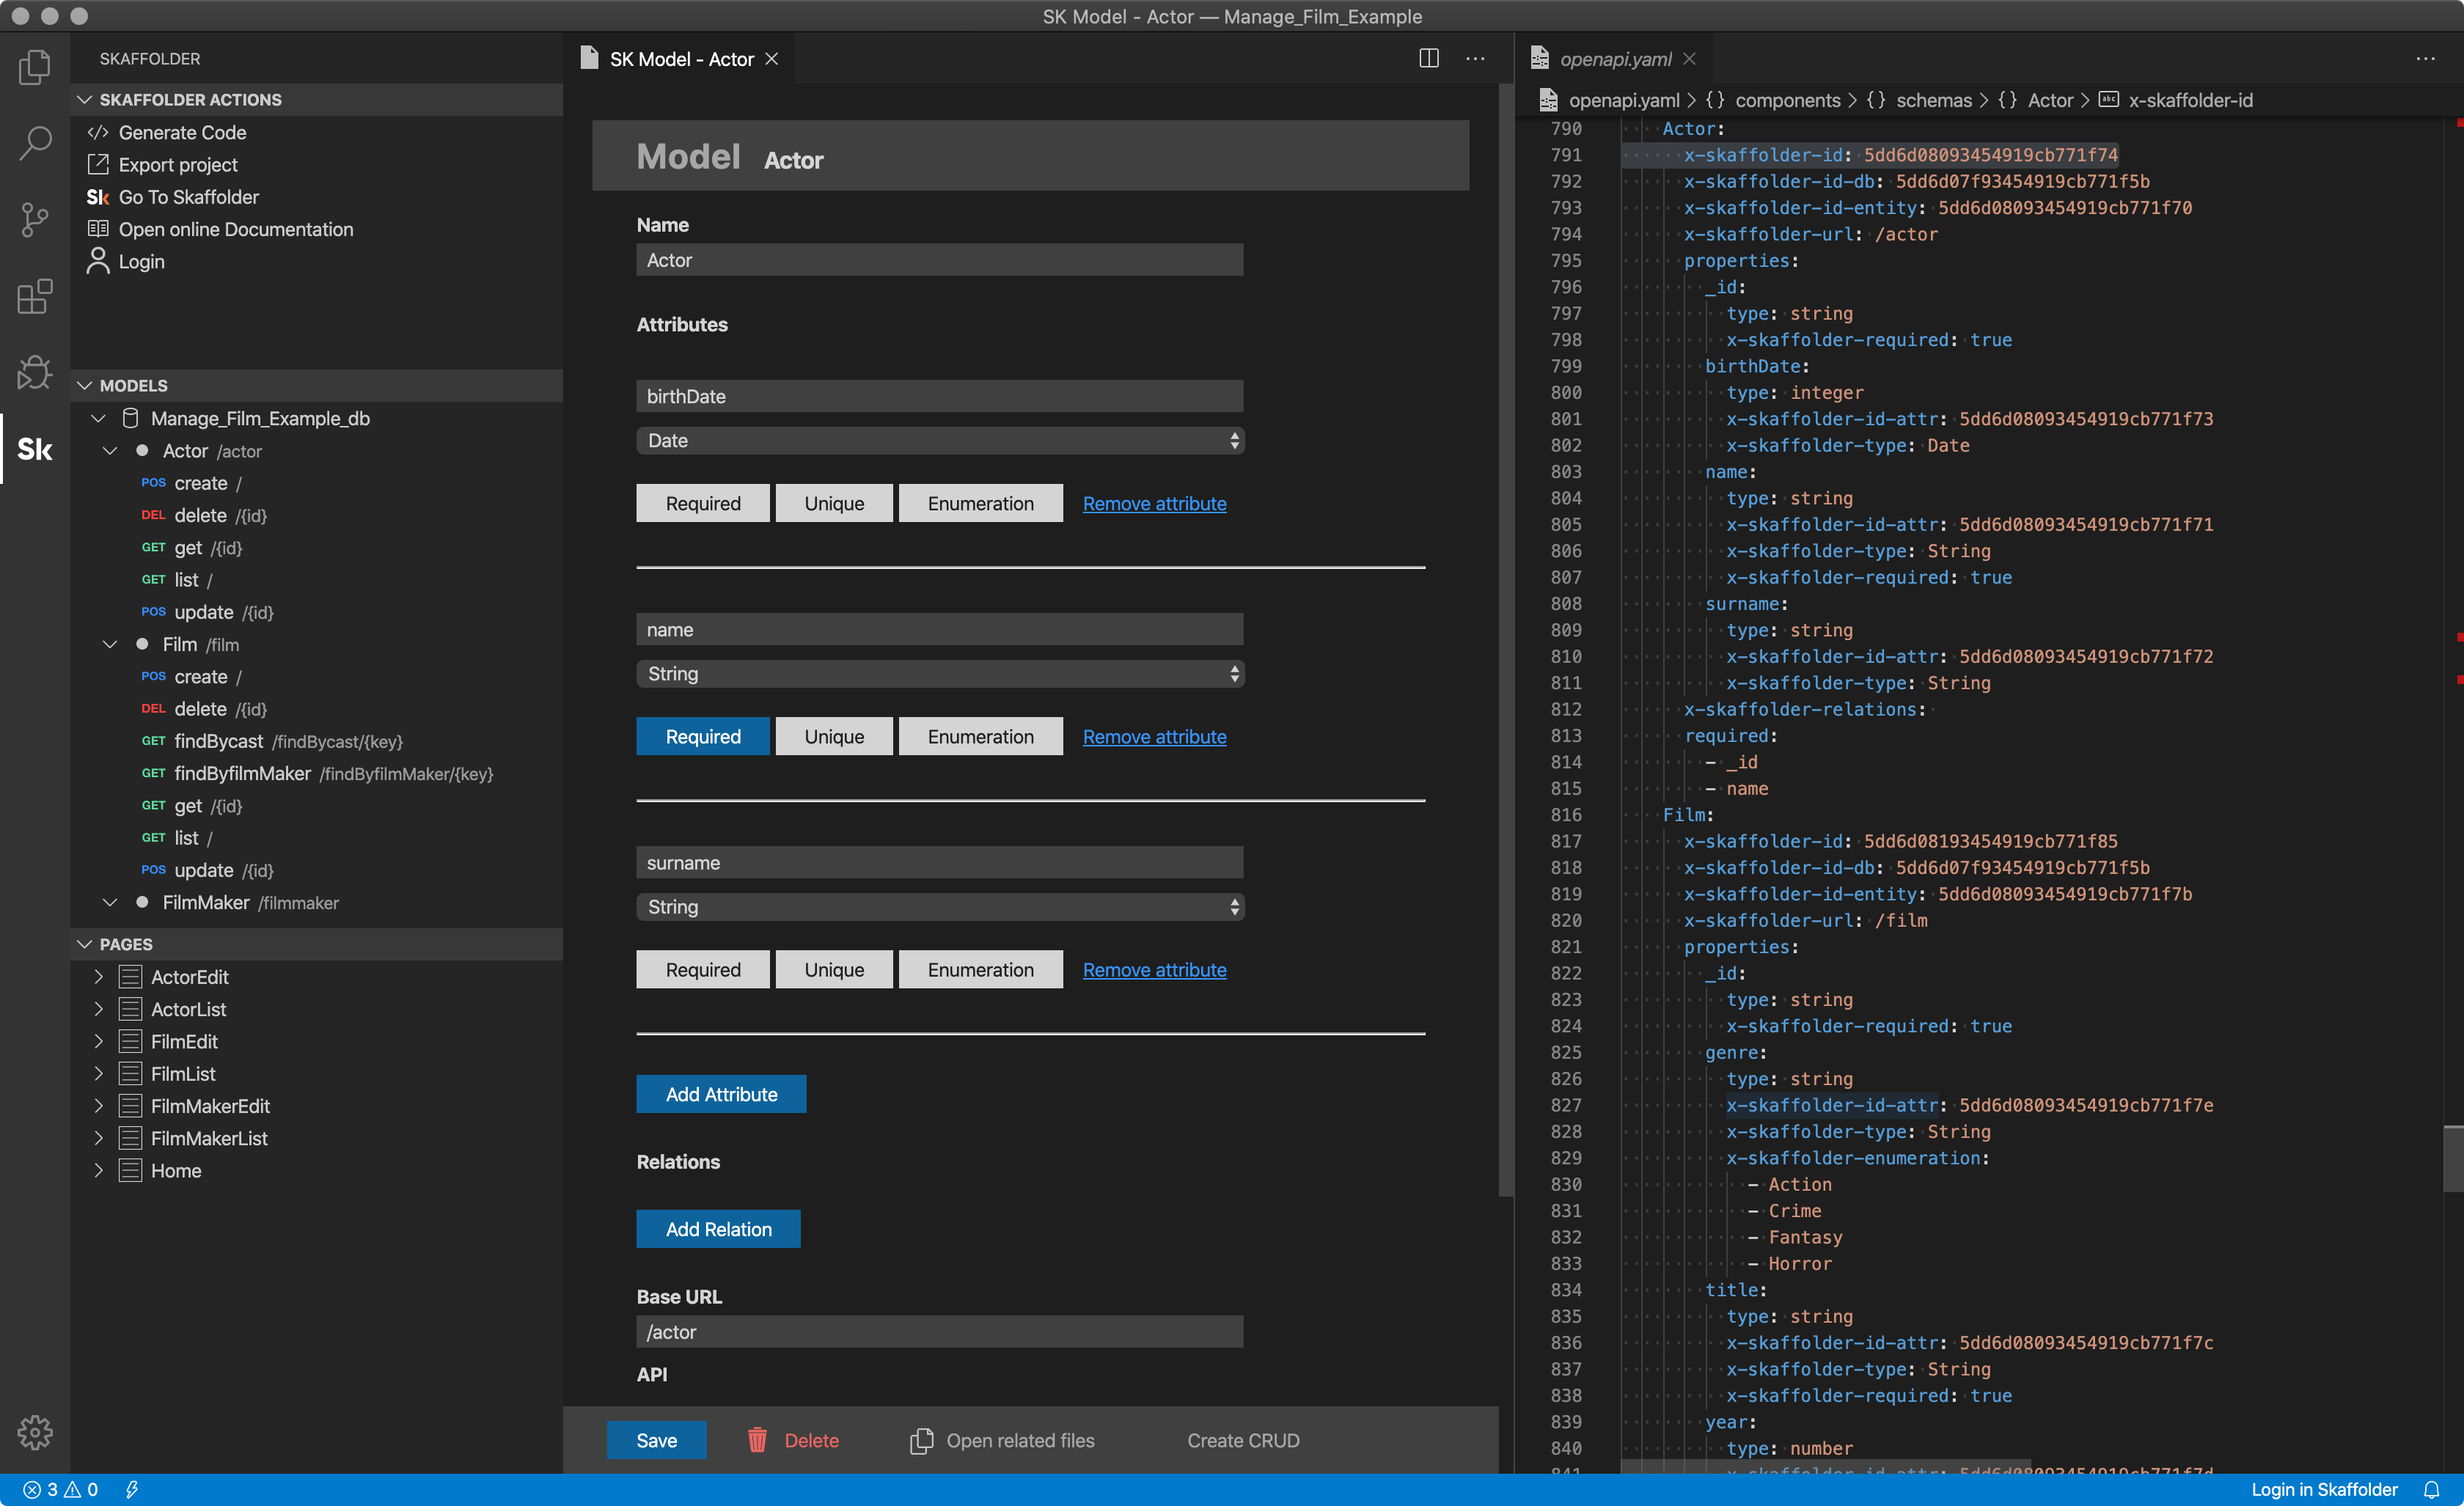 SK Model - Actor — Manage_Film_Example
SKAFFOLDER
SKAFFOLDER ACTIONS
Generate Code
Export project
Sk Go To Skaffolder
Open online Documentation
Login
MODELS
Manage_Film_Example_db
Actor /actor
POS create /
DEL delete /{id}
GET get /{id}
GET list /
POS update /{id}
Film /film
POS create /
DEL delete /{id}
GET findBycast /findBycast/{key}
GET findByfilmMaker /findByfilmMaker/{key}
GET get /{id}
GET list /
POS update /{id}
FilmMaker /filmmaker
PAGES
ActorEdit
ActorList
FilmEdit
FilmList
FilmMakerEdit
FilmMakerList
Home
Sk
SK Model - Actor
Model Actor
Name
Actor
Attributes
birthDate
Date
Required Unique Enumeration Remove attribute
name
String
Required Unique Enumeration Remove attribute
surname
String
Required Unique Enumeration Remove attribute
Add Attribute
Relations
Add Relation
Base URL
/actor
API
Save Delete Open related files Create CRUD
openapi.yaml
openapi.yaml > {} components > {} schemas > {} Actor > abc x-skaffolder-id
790 Actor:
791 x-skaffolder-id: 5dd6d08093454919cb771f74
792 x-skaffolder-id-db: 5dd6d07f93454919cb771f5b
793 x-skaffolder-id-entity: 5dd6d08093454919cb771f70
794 x-skaffolder-url: /actor
795 properties:
796 _id:
797 type: string
798 x-skaffolder-required: true
799 birthDate:
800 type: integer
801 x-skaffolder-id-attr: 5dd6d08093454919cb771f73
802 x-skaffolder-type: Date
803 name:
804 type: string
805 x-skaffolder-id-attr: 5dd6d08093454919cb771f71
806 x-skaffolder-type: String
807 x-skaffolder-required: true
808 surname:
809 type: string
810 x-skaffolder-id-attr: 5dd6d08093454919cb771f72
811 x-skaffolder-type: String
812 x-skaffolder-relations:
813 required:
814 - _id
815 - name
816 Film:
817 x-skaffolder-id: 5dd6d08193454919cb771f85
818 x-skaffolder-id-db: 5dd6d07f93454919cb771f5b
819 x-skaffolder-id-entity: 5dd6d08093454919cb771f7b
820 x-skaffolder-url: /film
821 properties:
822 _id:
823 type: string
824 x-skaffolder-required: true
825 genre:
826 type: string
827 x-skaffolder-id-attr: 5dd6d08093454919cb771f7e
828 x-skaffolder-type: String
829 x-skaffolder-enumeration:
830 - Action
831 - Crime
832 - Fantasy
833 - Horror
834 title:
835 type: string
836 x-skaffolder-id-attr: 5dd6d08093454919cb771f7c
837 x-skaffolder-type: String
838 x-skaffolder-required: true
839 year:
840 type: number
841 x-skaffolder-id-attr: 5dd6d08093454919cb771f7d
3 0
Login in Skaffolder